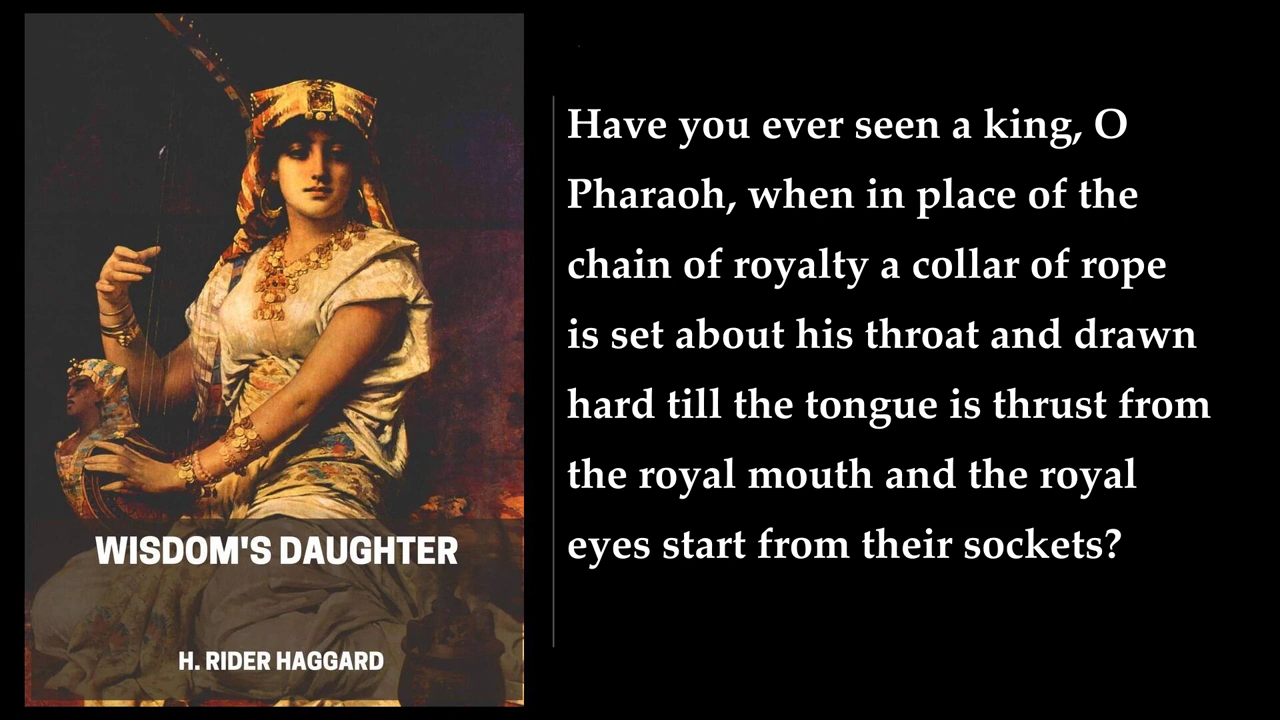 WISDOM'S DAUGHTER
H. RIDER HAGGARD
Have you ever seen a king, O
Pharaoh, when in place of the
chain of royalty a collar of rope
is set about his throat and drawn
hard till the tongue is thrust from
the royal mouth and the royal
eyes start from their sockets?